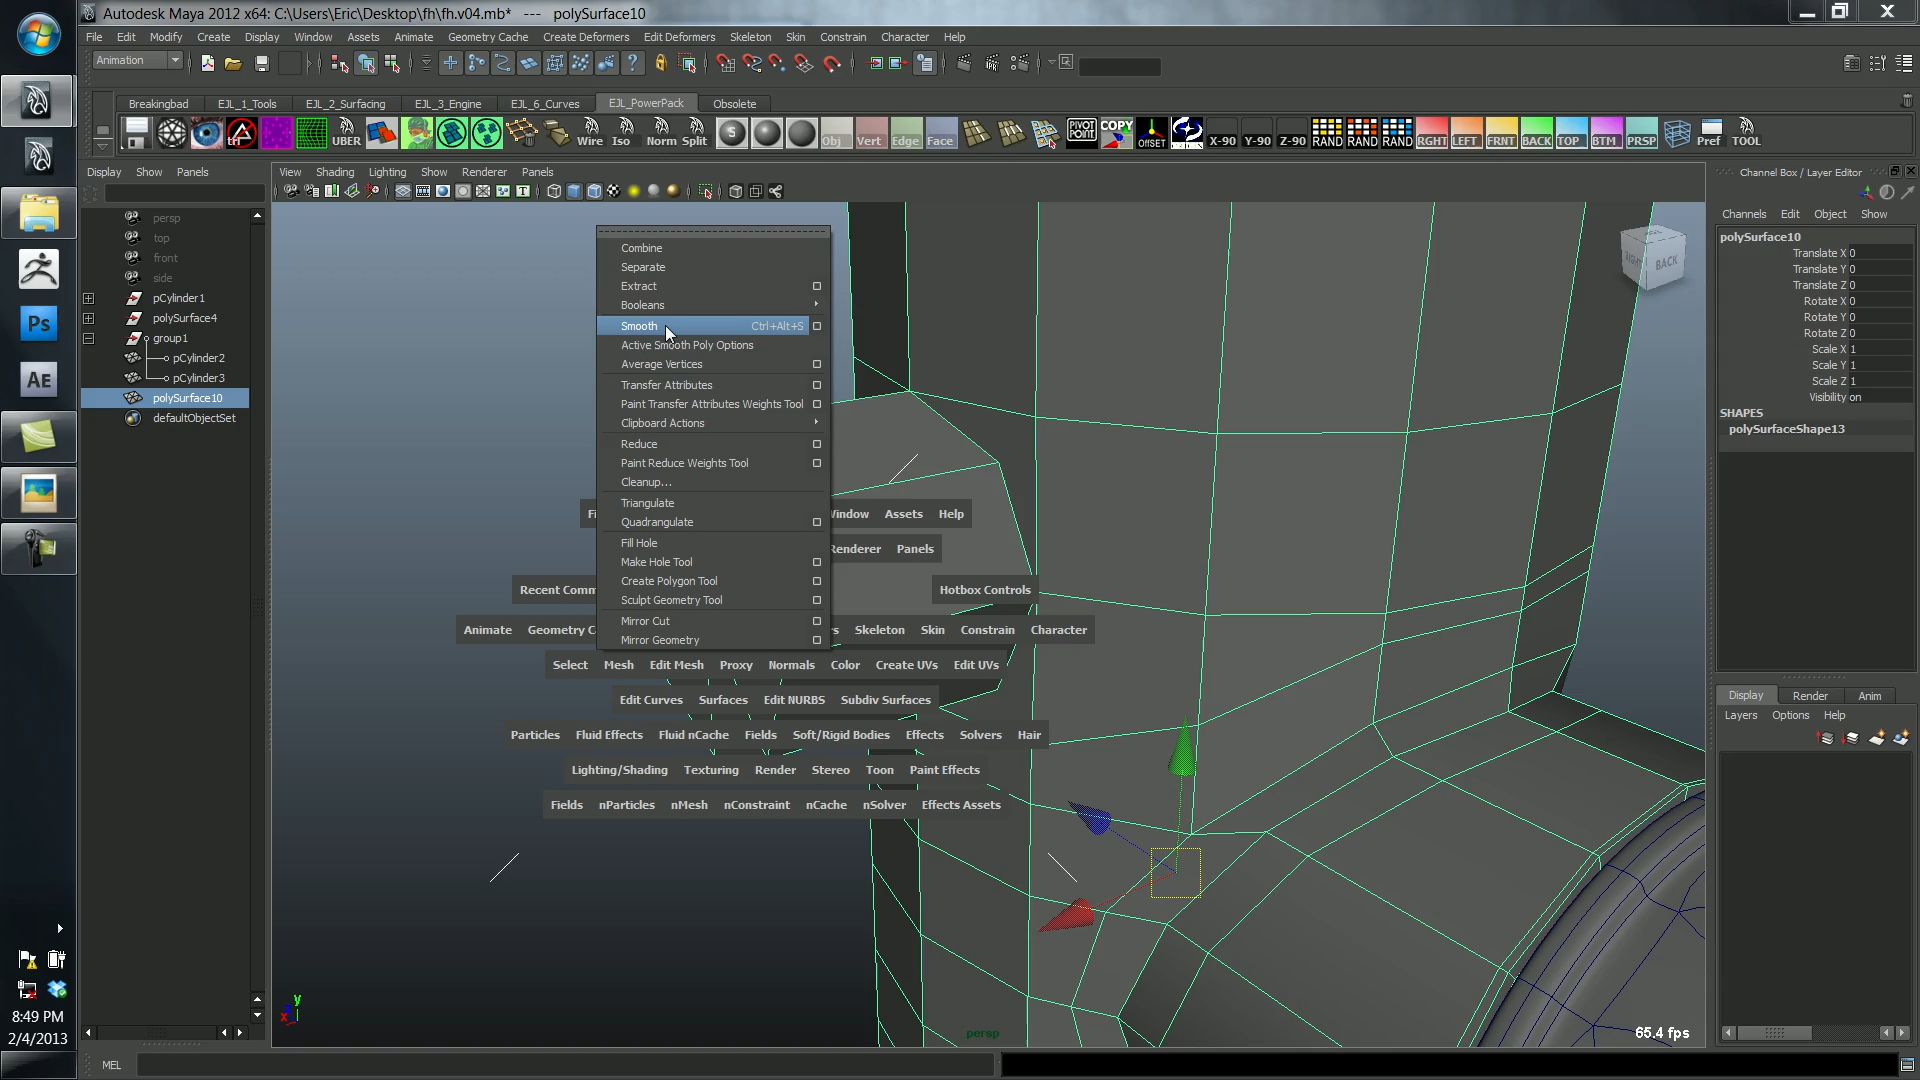 Autodesk Maya 2012 x64: C:\Users\Eric\Desktop\fh\fh.v04.mb* --- polySurface10
File Edit Modify Create Display Window Assets Animate Geometry Cache Create Deformers Edit Deformers Skeleton Skin Constrain Character Help
Animation
Breakingbad EJL_1_Tools EJL_2_Surfacing EJL_3_Engine EJL_6_Curves EJL_PowerPack Obsolete
tri UBER Wire Iso Norm Split S Obj Vert Edge Face PIVOT POINT COPY OffSET X-90 Y-90 Z-90 RAND RAND RAND RGHT LEFT FRNT BACK TOP BTM PRSP Pref TOOL
Display Show Panels
View Shading Lighting Show Renderer Panels
Channel Box / Layer Editor
Channels Edit Object Show
persp
top
front
side
pCylinder1
polySurface4
group1
pCylinder2
pCylinder3
polySurface10
defaultObjectSet
Combine
Separate
Extract
Booleans
Smooth Ctrl+Alt+S
Active Smooth Poly Options
Average Vertices
Transfer Attributes
Paint Transfer Attributes Weights Tool
Clipboard Actions
Reduce
Paint Reduce Weights Tool
Cleanup...
Triangulate
Quadrangulate
Fill Hole
Make Hole Tool
Create Polygon Tool
Sculpt Geometry Tool
Mirror Cut
Mirror Geometry
Fi Window Assets Help
Renderer Panels
Recent Comm Hotbox Controls
Animate Geometry C rs Skeleton Skin Constrain Character
Select Mesh Edit Mesh Proxy Normals Color Create UVs Edit UVs
Edit Curves Surfaces Edit NURBS Subdiv Surfaces
Particles Fluid Effects Fluid nCache Fields Soft/Rigid Bodies Effects Solvers Hair
Lighting/Shading Texturing Render Stereo Toon Paint Effects
Fields nParticles nMesh nConstraint nCache nSolver Effects Assets
BACK
polySurface10
Translate X 0
Translate Y 0
Translate Z 0
Rotate X 0
Rotate Y 0
Rotate Z 0
Scale X 1
Scale Y 1
Scale Z 1
Visibility on
SHAPES
polySurfaceShape13
Display Render Anim
Layers Options Help
Ps
AE
8:49 PM
2/4/2013
y
x
persp
65.4 fps
MEL